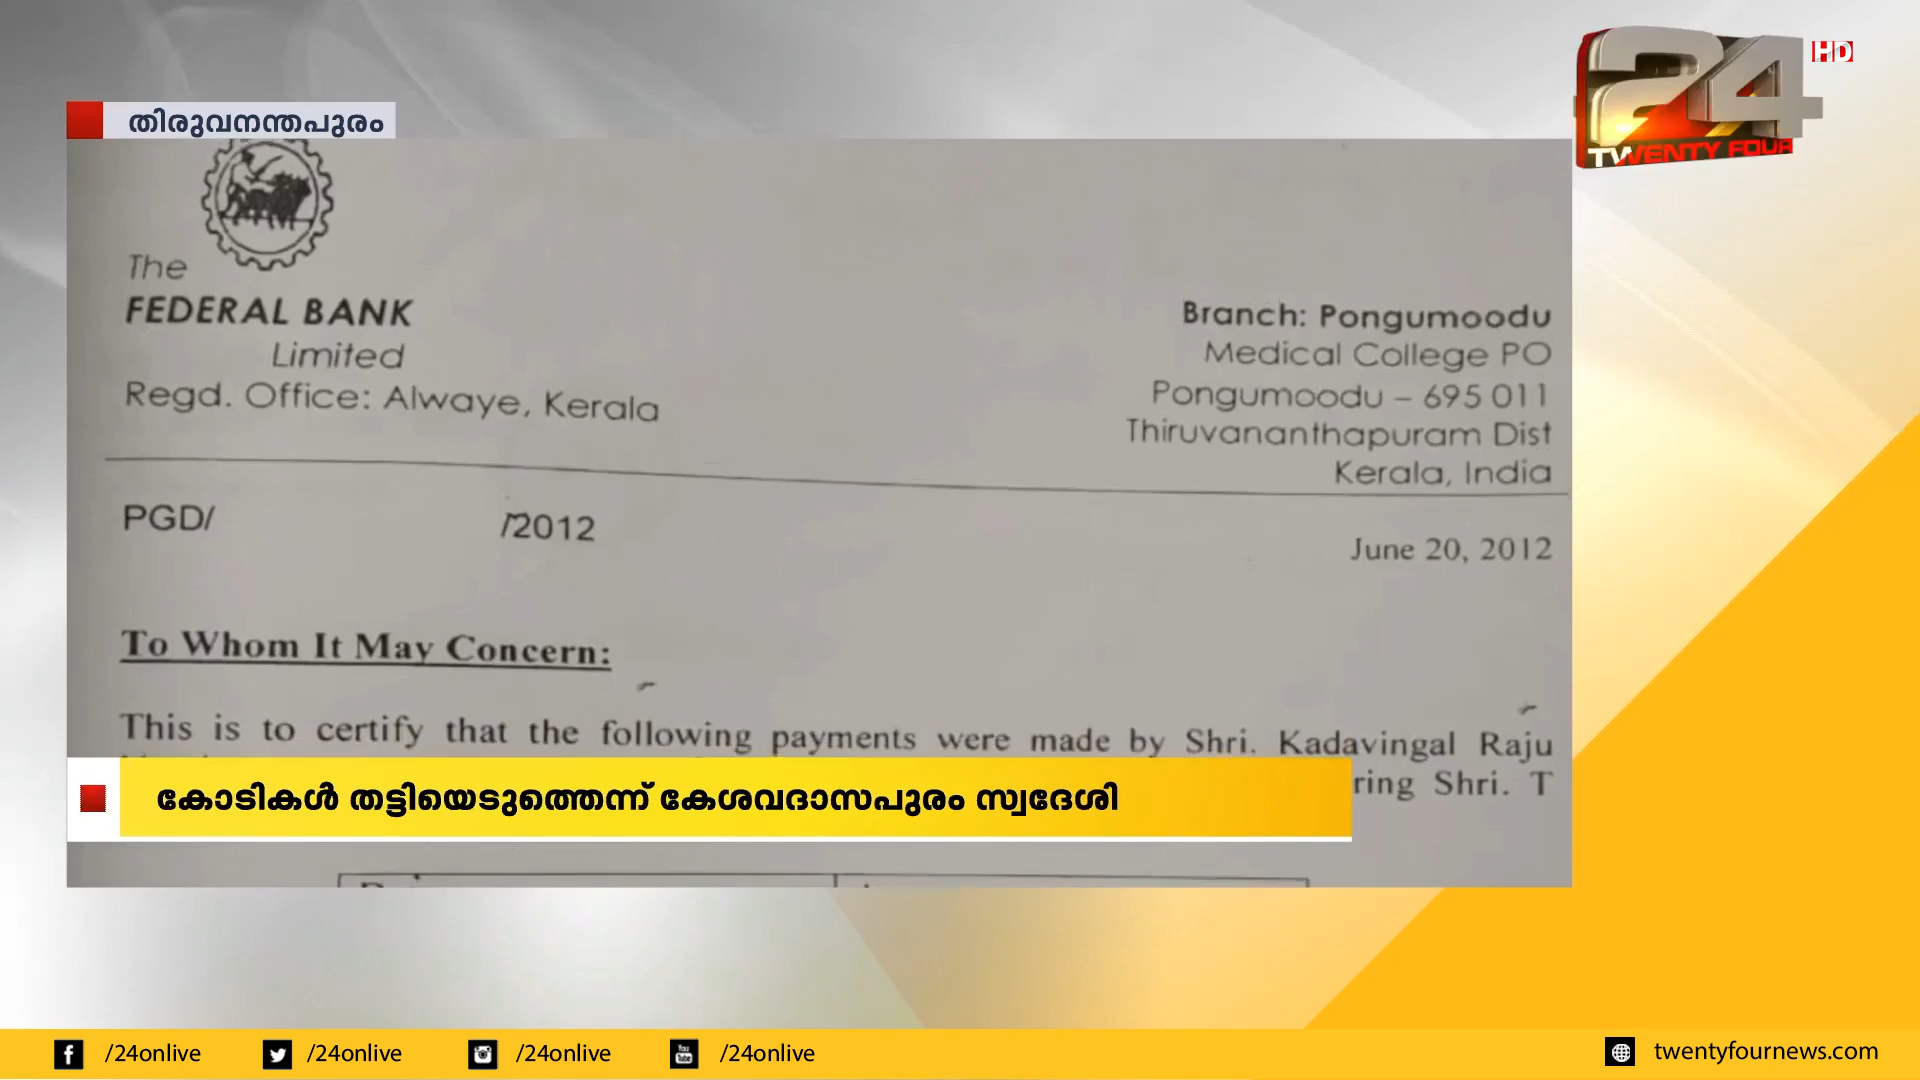 24 HD
TWENTY FOUR
തിരുവനന്തപുരം
The
FEDERAL BANK
Limited
Regd. Office: Alwaye, Kerala
Branch: Pongumoodu
Medical College PO
Pongumoodu – 695 011
Thiruvananthapuram Dist
Kerala, India
PGD/ /2012
June 20, 2012
To Whom It May Concern:
This is to certify that the following payments were made by Shri. Kadavingal Raju
Shri. T
കോടികൾ തട്ടിയെടുത്തെന്ന് കേശവദാസപുരം സ്വദേശി
/24onlive /24onlive /24onlive You Tube /24onlive twentyfournews.com